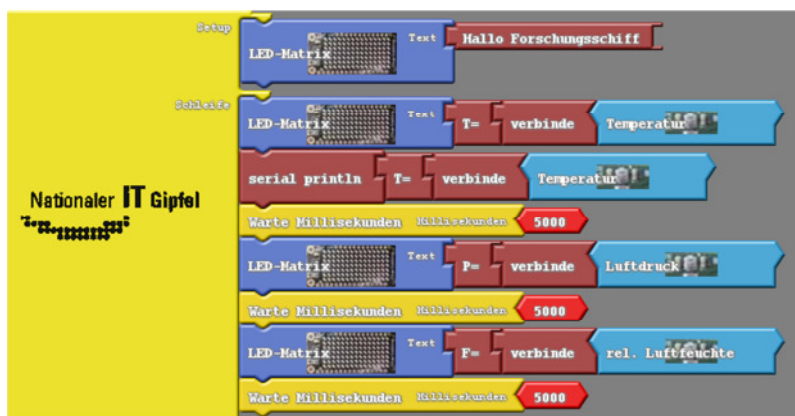 Setup
LED-Matrix Text Hallo Forschungsschiff
Schleife
LED-Matrix Text T= verbinde Temperatur
serial println T= verbinde Temperatur
Nationaler IT Gipfel
Warte Millisekunden Millisekunden 5000
LED-Matrix Text P= verbinde Luftdruck
Warte Millisekunden Millisekunden 5000
LED-Matrix Text F= verbinde rel. Luftfeuchte
Warte Millisekunden Millisekunden 5000